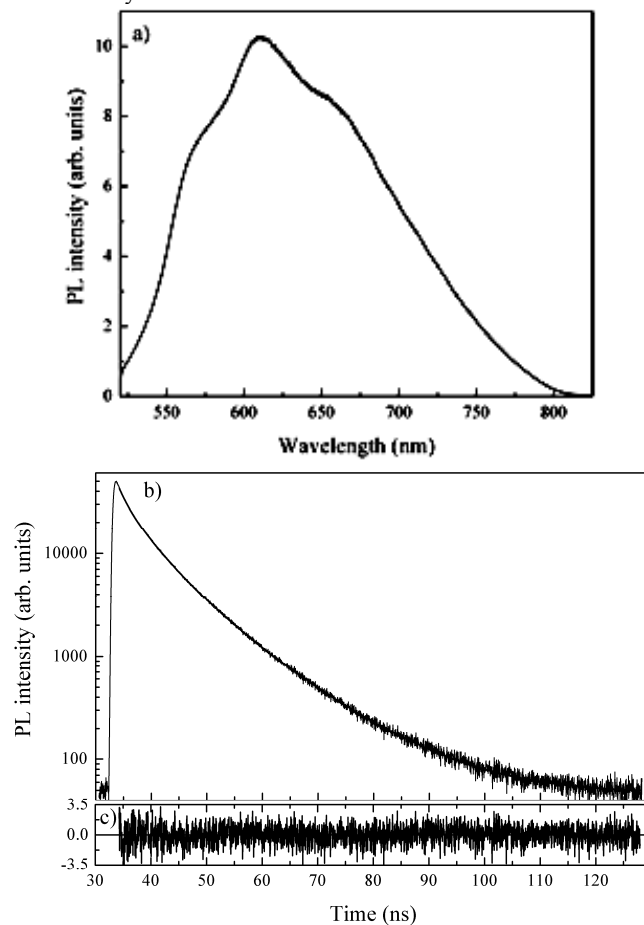 a)
PL intensity (arb. units)
10
8
6
4
2
0
550 600 650 700 750 800
Wavelength (nm)
b)
PL intensity (arb. units)
10000
1000
100
c)
3.5
0.0
-3.5
30 40 50 60 70 80 90 100 110 120
Time (ns)